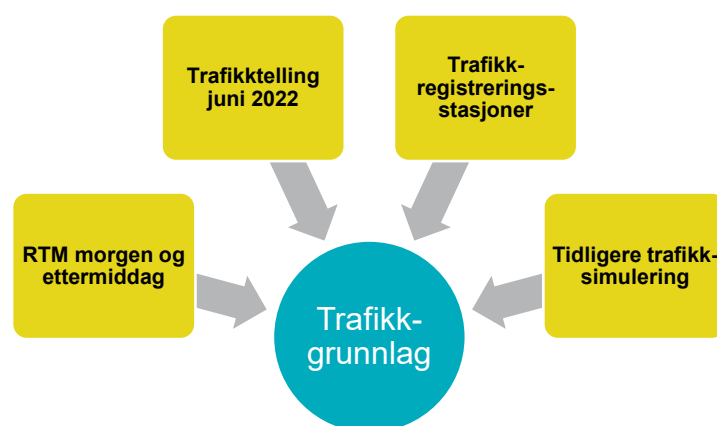 Trafikktelling
juni 2022
Trafikk-
registrerings-
stasjoner
RTM morgen og
ettermiddag
Tidligere trafikk-
simulering
Trafikk-
grunnlag